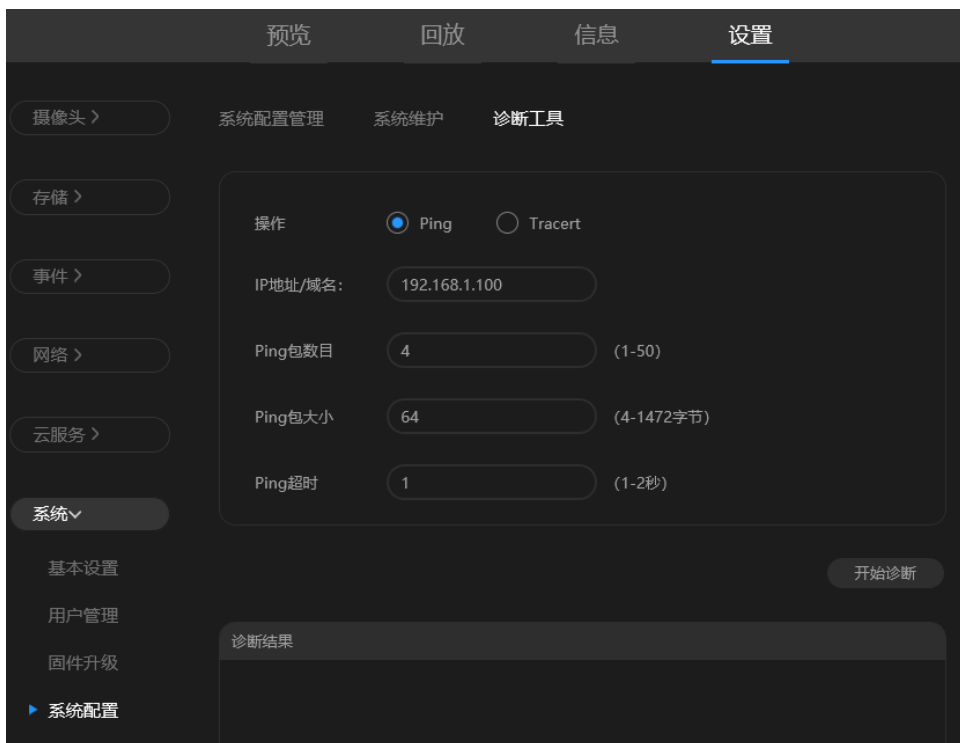 预览 回放 信息 设置
摄像头
系统配置管理 系统维护 诊断工具
存储
操作 Ping Tracert
事件
IP地址/域名: 192.168.1.100
网络
Ping包数目 4 (1-50)
云服务
Ping包大小 64 (4-1472字节)
Ping超时 1 (1-2秒)
系统
基本设置
开始诊断
用户管理
诊断结果
固件升级
系统配置